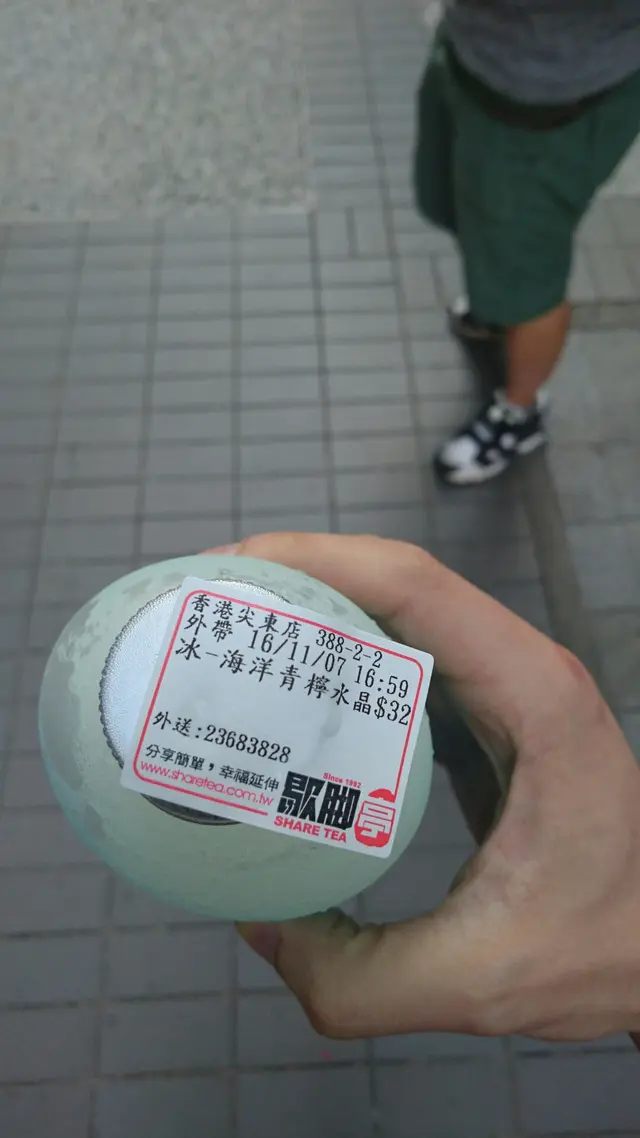 香港尖東店 388-2-2
外帶 16/11/07 16:59
冰-海洋青檸水晶$32
外送:23683828
分享簡單，幸福延伸
www.sharetea.com.tw
Since 1992
歇脚亭
SHARE TEA